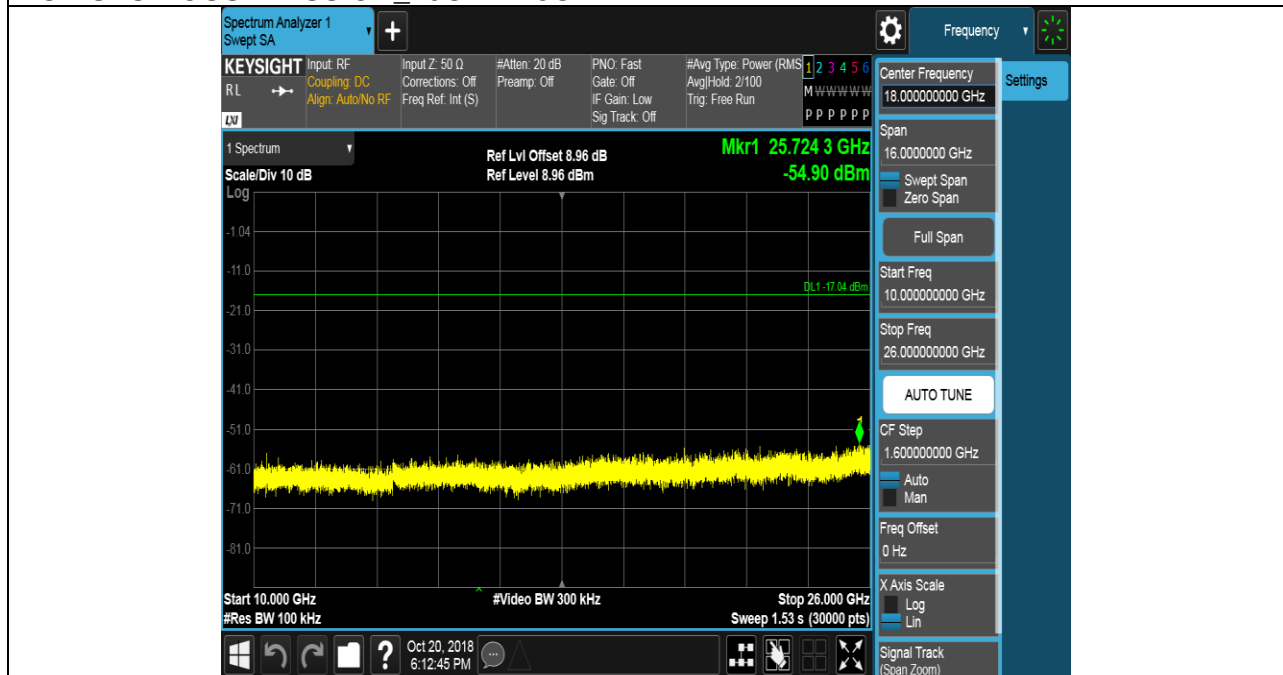 Spectrum Analyzer 1
Swept SA
Frequency
KEYSIGHT
RL
LXI
Input: RF
Coupling: DC
Align: Auto/No RF
Input Z: 50 Ω
Corrections: Off
Freq Ref: Int (S)
#Atten: 20 dB
Preamp: Off
PNO: Fast
Gate: Off
IF Gain: Low
Sig Track: Off
#Avg Type: Power (RMS
Avg|Hold: 2/100
Trig: Free Run
1 2 3 4 5 6
M W W W W W
P P P P P P
1 Spectrum
Scale/Div 10 dB
Ref Lvl Offset 8.96 dB
Ref Level 8.96 dBm
Mkr1 25.724 3 GHz
-54.90 dBm
Log
-1.04
-11.0
DL1 -17.04 dBm
-21.0
-31.0
-41.0
-51.0
1
-61.0
-71.0
-81.0
Start 10.000 GHz
#Res BW 100 kHz
#Video BW 300 kHz
Stop 26.000 GHz
Sweep 1.53 s (30000 pts)
Center Frequency
18.000000000 GHz
Settings
Span
16.0000000 GHz
Swept Span
Zero Span
Full Span
Start Freq
10.000000000 GHz
Stop Freq
26.000000000 GHz
AUTO TUNE
CF Step
1.600000000 GHz
Auto
Man
Freq Offset
0 Hz
X Axis Scale
Log
Lin
Signal Track
(Span Zoom)
?
Oct 20, 2018
6:12:45 PM